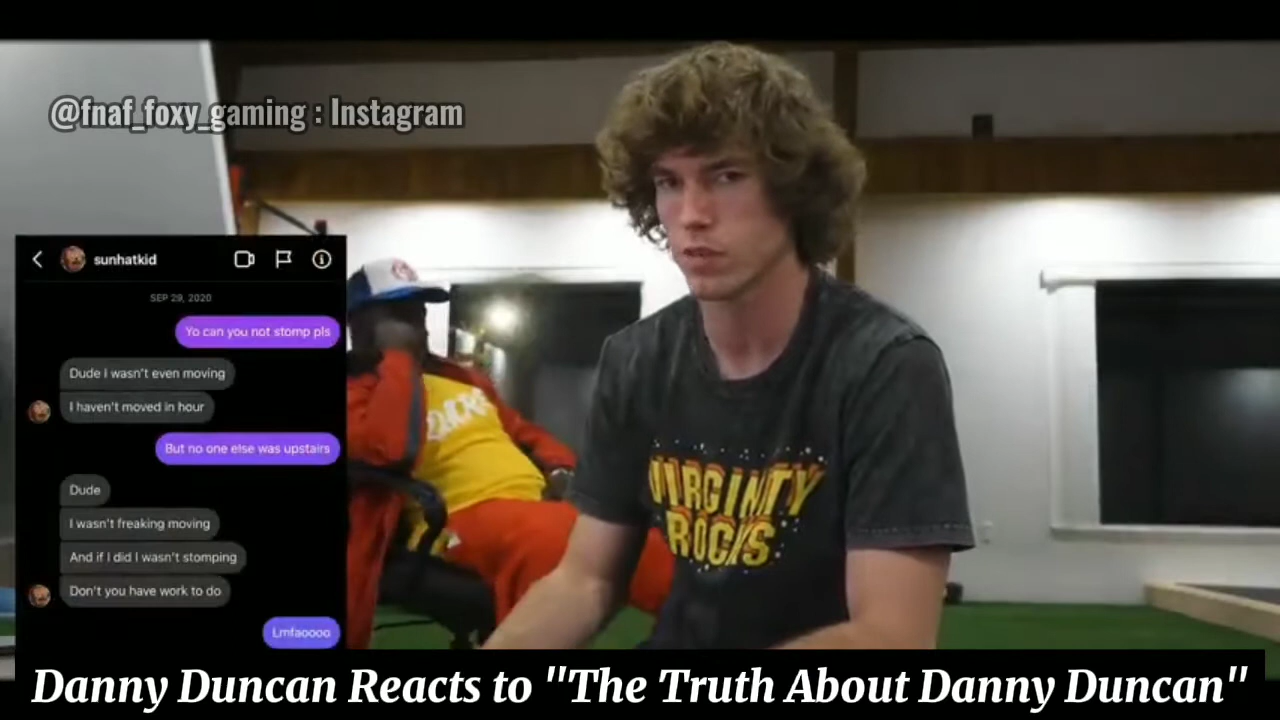 @fnaf_foxy_gaming : Instagram
sunhatkid
SEP 29, 2020
Yo can you not stomp pls
Dude I wasn't even moving
I haven't moved in hour
But no one else was upstairs
Dude
I wasn't freaking moving
And if I did I wasn't stomping
Don't you have work to do
Lmfaoooo
VIRGINITY
ROCKS
Danny Duncan Reacts to "The Truth About Danny Duncan"